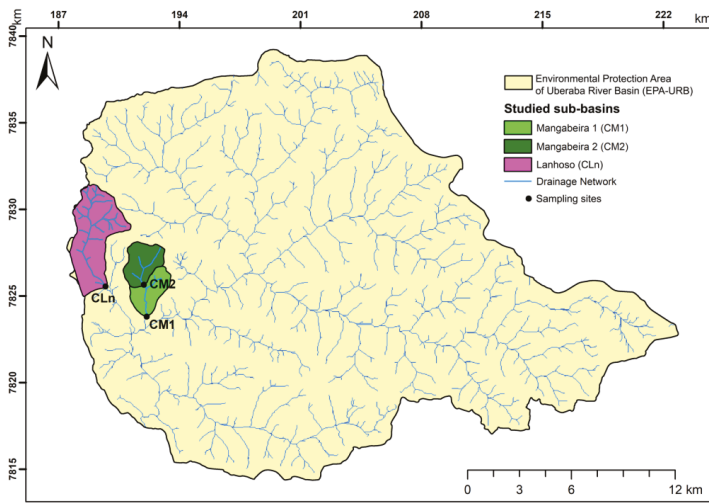 187 194 201 208 215 222 km
km
7840
7835
7830
7825
7820
7815
N
Environmental Protection Area
of Uberaba River Basin (EPA-URB)
Studied sub-basins
Mangabeira 1 (CM1)
Mangabeira 2 (CM2)
Lanhoso (CLn)
Drainage Network
Sampling sites
CLn
CM2
CM1
0 3 6 12 km